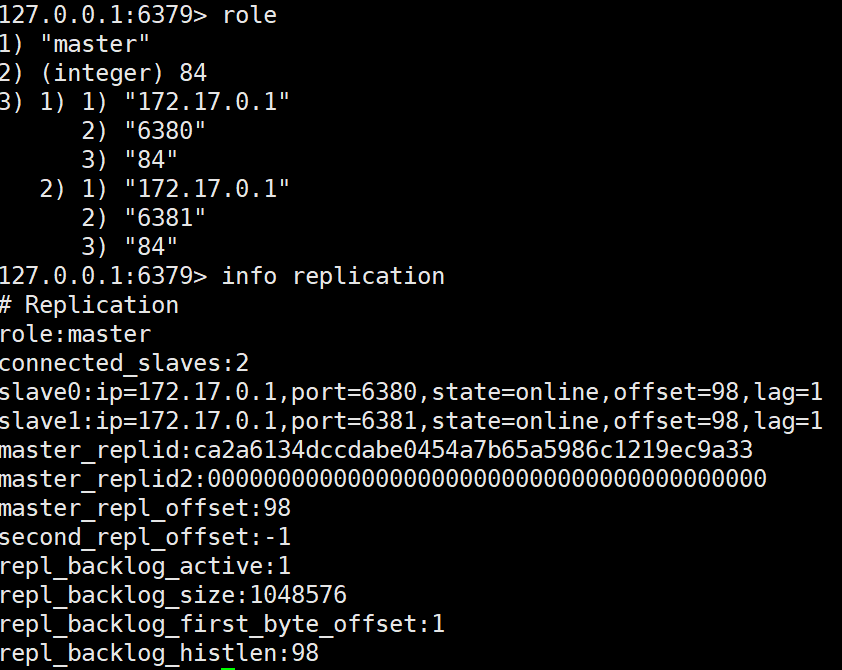 127.0.0.1:6379> role
1) "master"
2) (integer) 84
3) 1) 1) "172.17.0.1"
      2) "6380"
      3) "84"
   2) 1) "172.17.0.1"
      2) "6381"
      3) "84"
127.0.0.1:6379> info replication
# Replication
role:master
connected_slaves:2
slave0:ip=172.17.0.1,port=6380,state=online,offset=98,lag=1
slave1:ip=172.17.0.1,port=6381,state=online,offset=98,lag=1
master_replid:ca2a6134dccdabe0454a7b65a5986c1219ec9a33
master_replid2:0000000000000000000000000000000000000000
master_repl_offset:98
second_repl_offset:-1
repl_backlog_active:1
repl_backlog_size:1048576
repl_backlog_first_byte_offset:1
repl_backlog_histlen:98